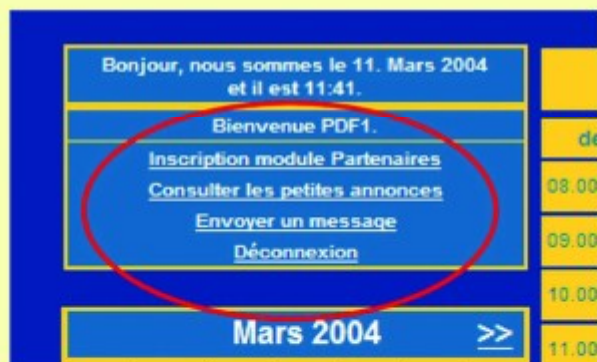 Bonjour, nous sommes le 11. Mars 2004
et il est 11:41.
Bienvenue PDF1.
Inscription module Partenaires
Consulter les petites annonces
Envoyer un message
Déconnexion
Mars 2004 >>
de
08.00
09.00
10.00
11.00